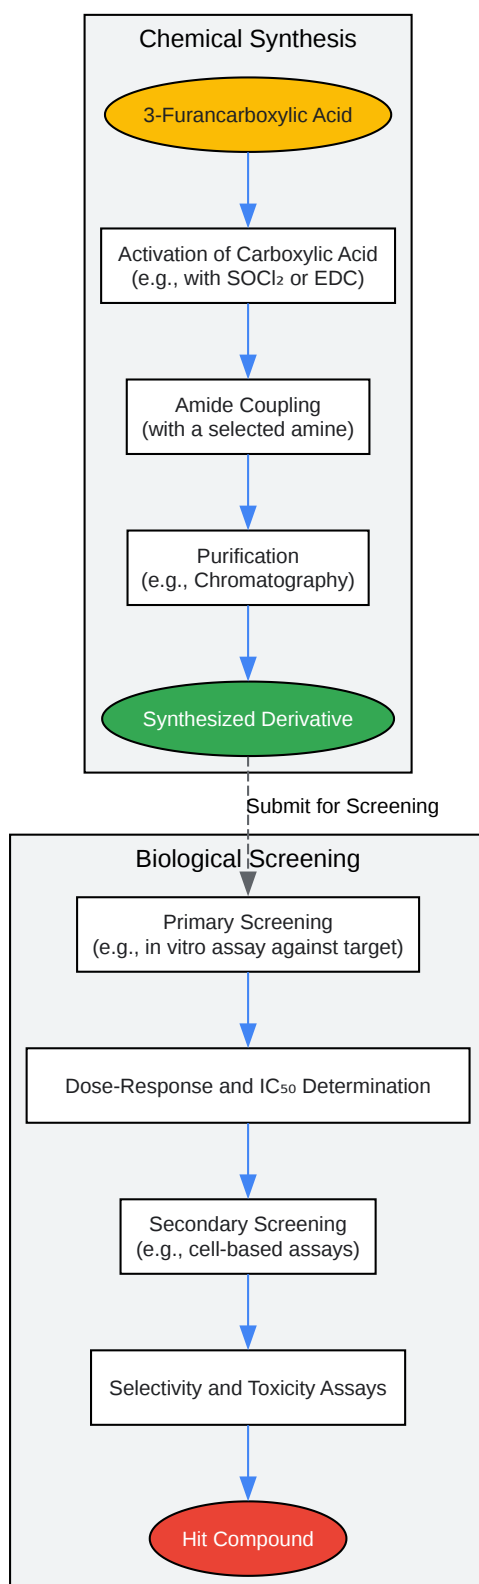 Chemical Synthesis
3-Furancarboxylic Acid
Activation of Carboxylic Acid
(e.g., with SOCl₂ or EDC)
Amide Coupling
(with a selected amine)
Purification
(e.g., Chromatography)
Synthesized Derivative
Submit for Screening
Biological Screening
Primary Screening
(e.g., in vitro assay against target)
Dose-Response and IC₅₀ Determination
Secondary Screening
(e.g., cell-based assays)
Selectivity and Toxicity Assays
Hit Compound